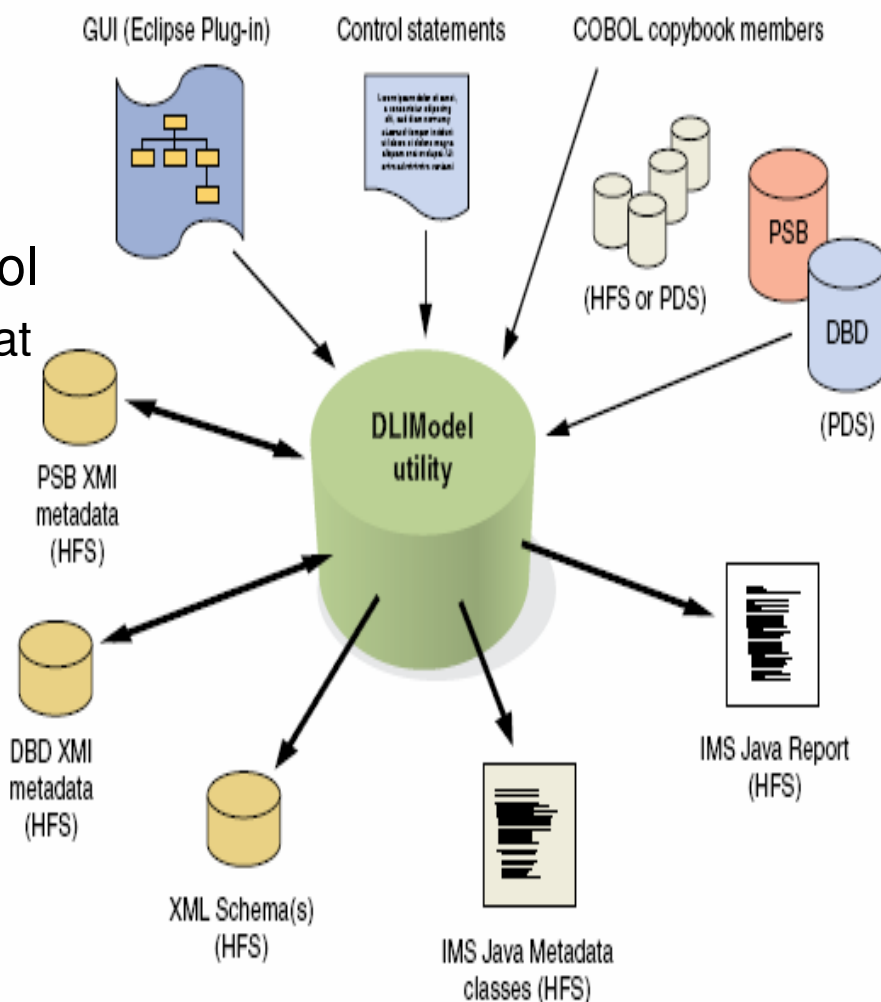 GUI (Eclipse Plug-in)
Control statements
COBOL copybook members
PSB
DBD
(HFS or PDS)
(PDS)
ol
at
DLIModel
utility
PSB XMI
metadata
(HFS)
DBD XMI
metadata
(HFS)
XML Schema(s)
(HFS)
IMS Java Metadata
classes (HFS)
IMS Java Report
(HFS)